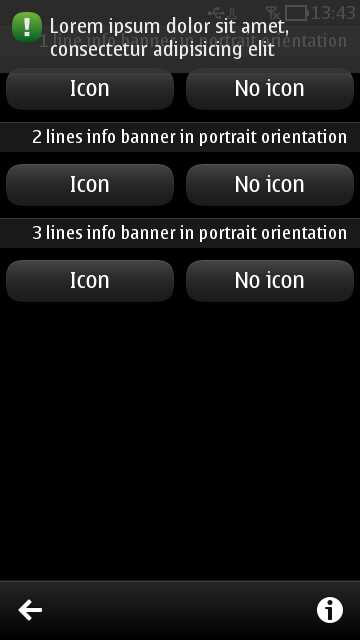 13:43
Lorem ipsum dolor sit amet,
consectetur adipisicing elit
1 line info banner in portrait orientation
Icon
No icon
2 lines info banner in portrait orientation
Icon
No icon
3 lines info banner in portrait orientation
Icon
No icon